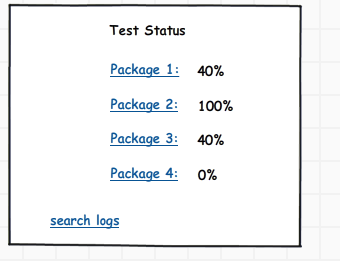 Test Status
Package 1: 40%
Package 2: 100%
Package 3: 40%
Package 4: 0%
search logs